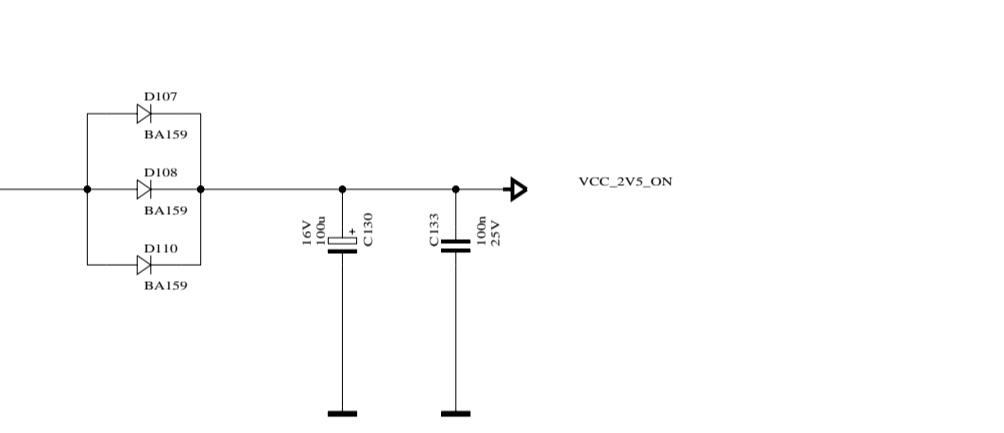 D107
BA159
D108
BA159
D110
BA159
16V
100u
+
C130
C133
100n
25V
VCC_2V5_ON